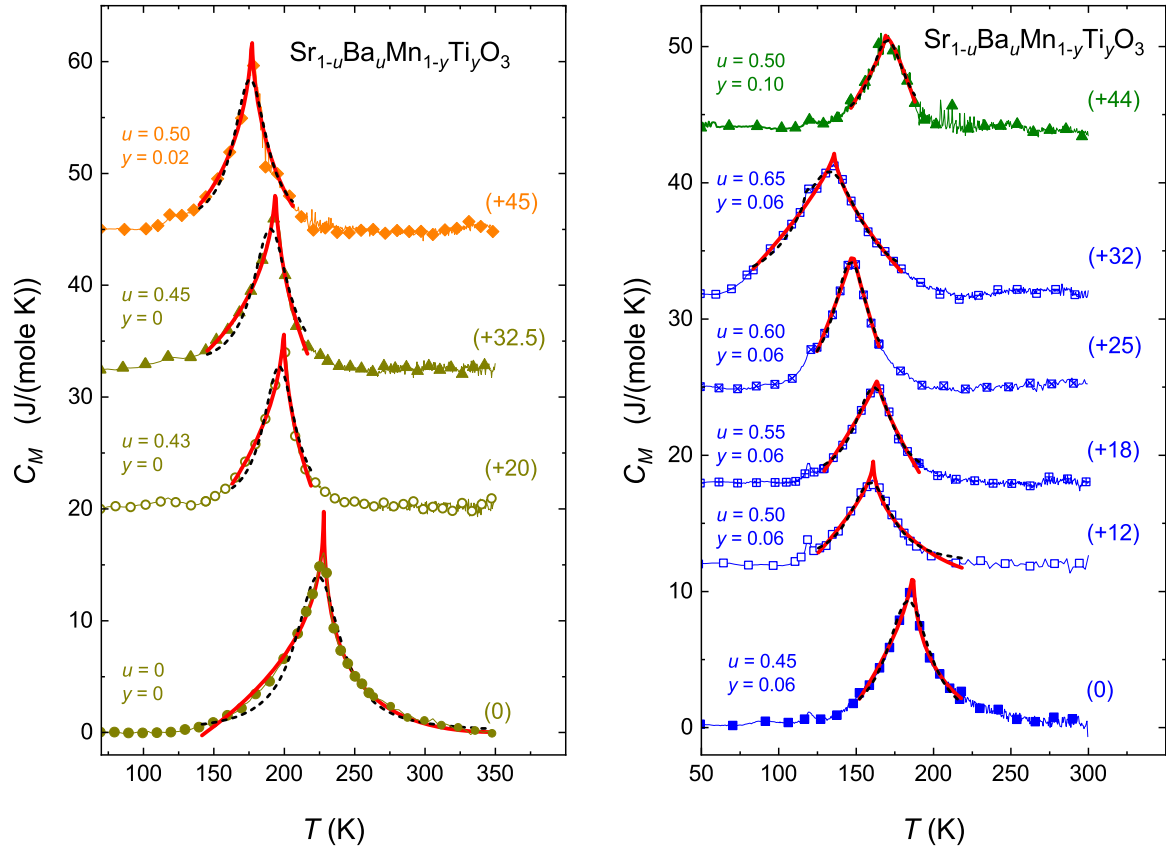 Sr1-uBauMn1-yTiyO3
60
50
40
30
20
10
0
CM (J/(mole K))
u = 0.50
y = 0.02
(+45)
u = 0.45
y = 0
(+32.5)
u = 0.43
y = 0
(+20)
u = 0
y = 0
(0)
100 150 200 250 300 350
T (K)
Sr1-uBauMn1-yTiyO3
50
40
30
20
10
0
CM (J/(mole K))
u = 0.50
y = 0.10
(+44)
u = 0.65
y = 0.06
(+32)
u = 0.60
y = 0.06
(+25)
u = 0.55
y = 0.06
(+18)
u = 0.50
y = 0.06
(+12)
u = 0.45
y = 0.06
(0)
50 100 150 200 250 300
T (K)